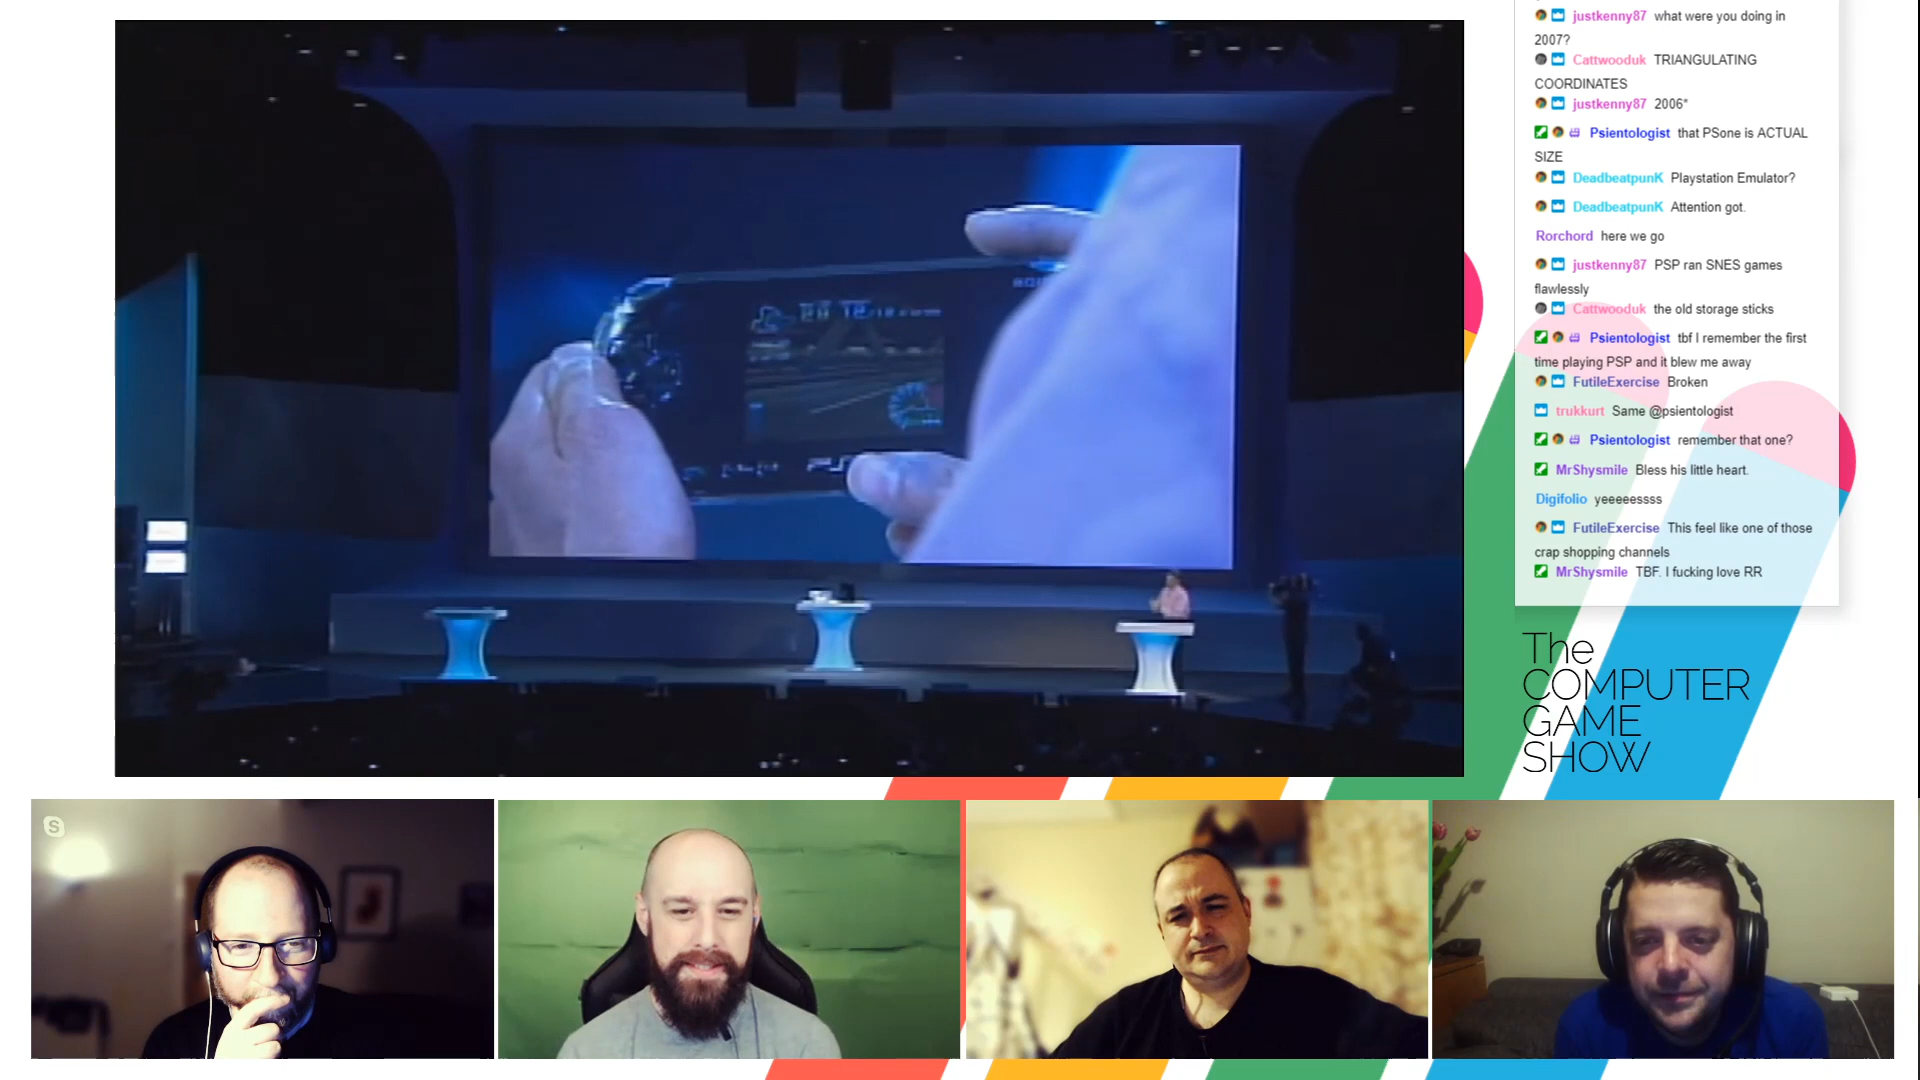 justkenny87 what were you doing in
2007?
Cattwooduk TRIANGULATING
COORDINATES
justkenny87 2006*
Psientologist that PSone is ACTUAL
SIZE
DeadbeatpunK Playstation Emulator?
DeadbeatpunK Attention got.
Rorchord here we go
justkenny87 PSP ran SNES games
flawlessly
Cattwooduk the old storage sticks
Psientologist tbf I remember the first
time playing PSP and it blew me away
FutileExercise Broken
trukkurt Same @psientologist
Psientologist remember that one?
MrShysmile Bless his little heart.
Digifolio yeeeeessss
FutileExercise This feel like one of those
crap shopping channels
MrShysmile TBF. I fucking love RR
The
COMPUTER
GAME
SHOW
S